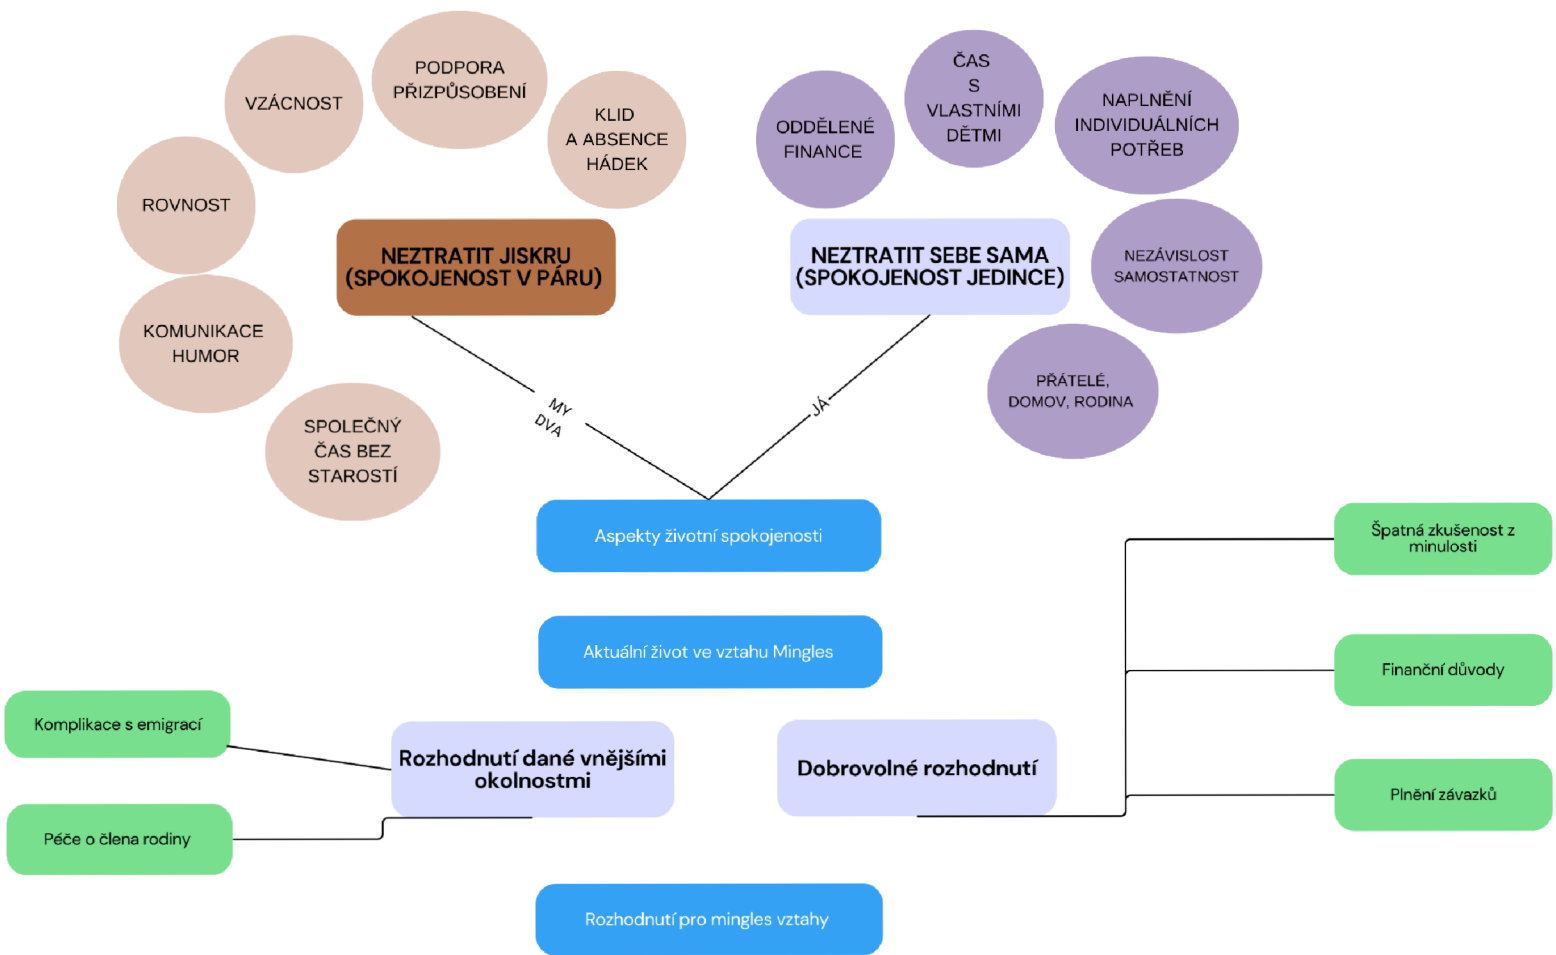 VZÁCNOST
PODPORA
PŘIZPŮSOBENÍ
KLID
A ABSENCE
HÁDEK
ROVNOST
KOMUNIKACE
HUMOR
SPOLEČNÝ
ČAS BEZ
STAROSTÍ
NEZTRATIT JISKRU
(SPOKOJENOST V PÁRU)
ODDĚLENÉ
FINANCE
ČAS
S
VLASTNÍMI
DĚTMI
NAPLNĚNÍ
INDIVIDUÁLNÍCH
POTŘEB
NEZÁVISLOST
SAMOSTATNOST
PŘÁTELÉ,
DOMOV, RODINA
NEZTRATIT SEBE SAMA
(SPOKOJENOST JEDINCE)
MY
DVA
JÁ
Aspekty životní spokojenosti
Aktuální život ve vztahu Mingles
Komplikace s emigrací
Péče o člena rodiny
Rozhodnutí dané vnějšími
okolnostmi
Dobrovolné rozhodnutí
Špatná zkušenost z
minulosti
Finanční důvody
Plnění závazků
Rozhodnutí pro mingles vztahy